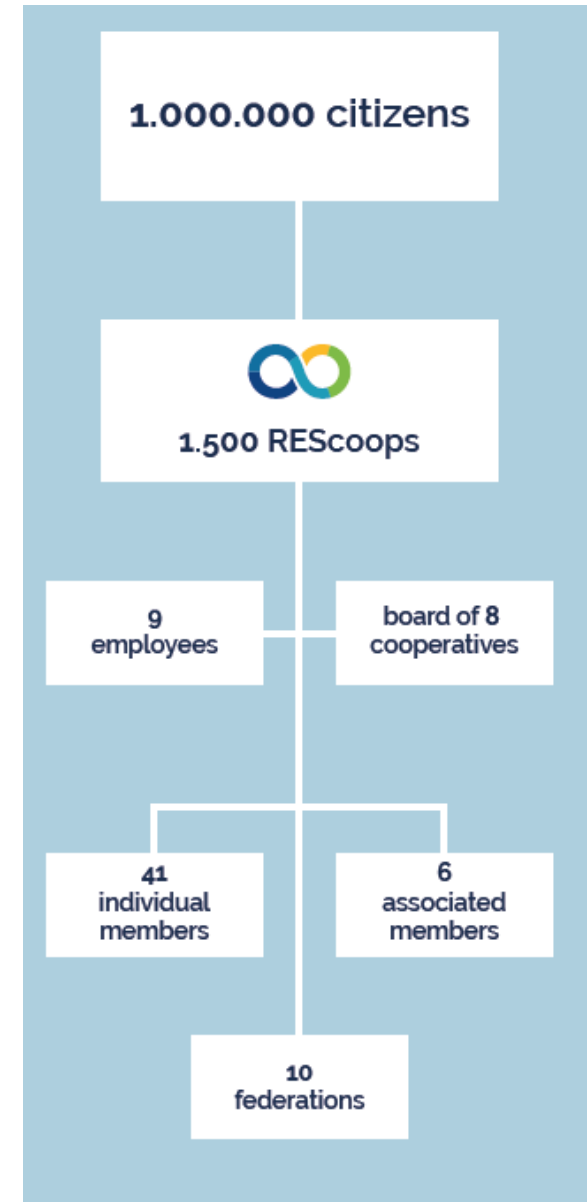 1.000.000 citizens
1.500 REScoops
9
employees
board of 8
cooperatives
41
individual
members
6
associated
members
10
federations